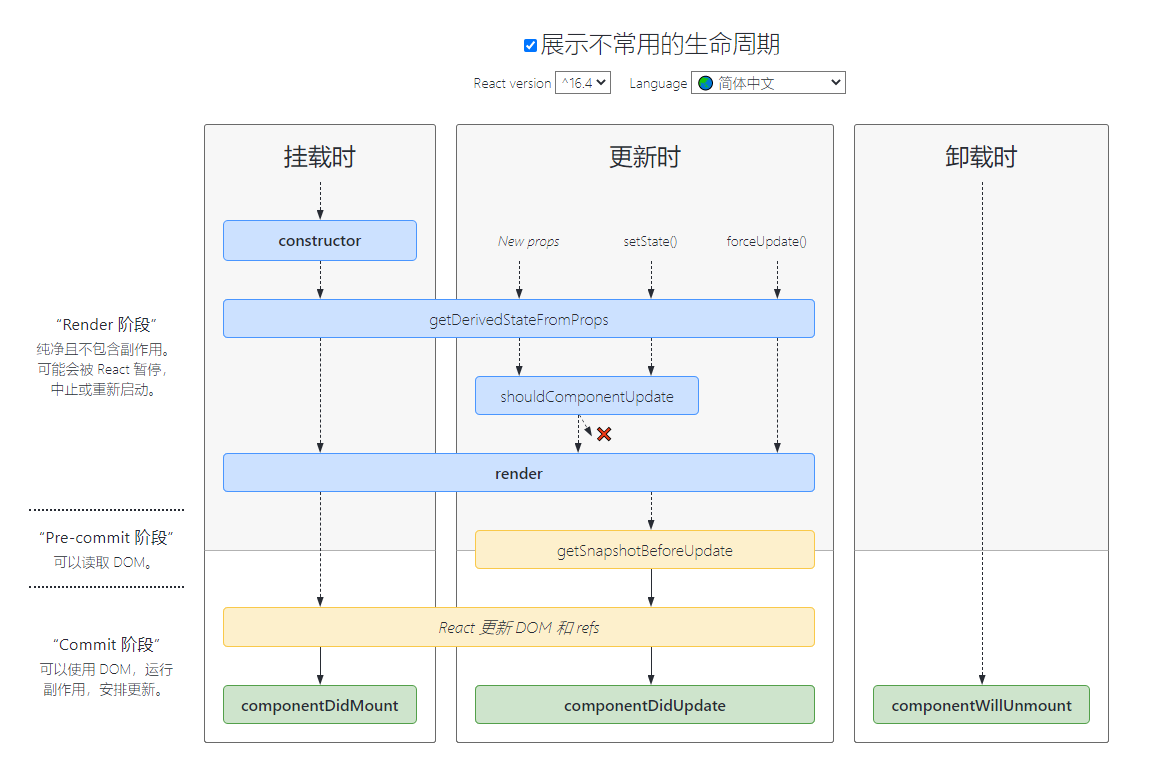 展示不常用的生命周期
React version ^16.4 Language 简体中文
挂载时
更新时
卸载时
constructor
New props
setState()
forceUpdate()
“Render 阶段”
纯净且不包含副作用。
可能会被 React 暂停，
中止或重新启动。
getDerivedStateFromProps
shouldComponentUpdate
render
“Pre-commit 阶段”
可以读取 DOM。
getSnapshotBeforeUpdate
React 更新 DOM 和 refs
“Commit 阶段”
可以使用 DOM，运行
副作用，安排更新。
componentDidMount
componentDidUpdate
componentWillUnmount